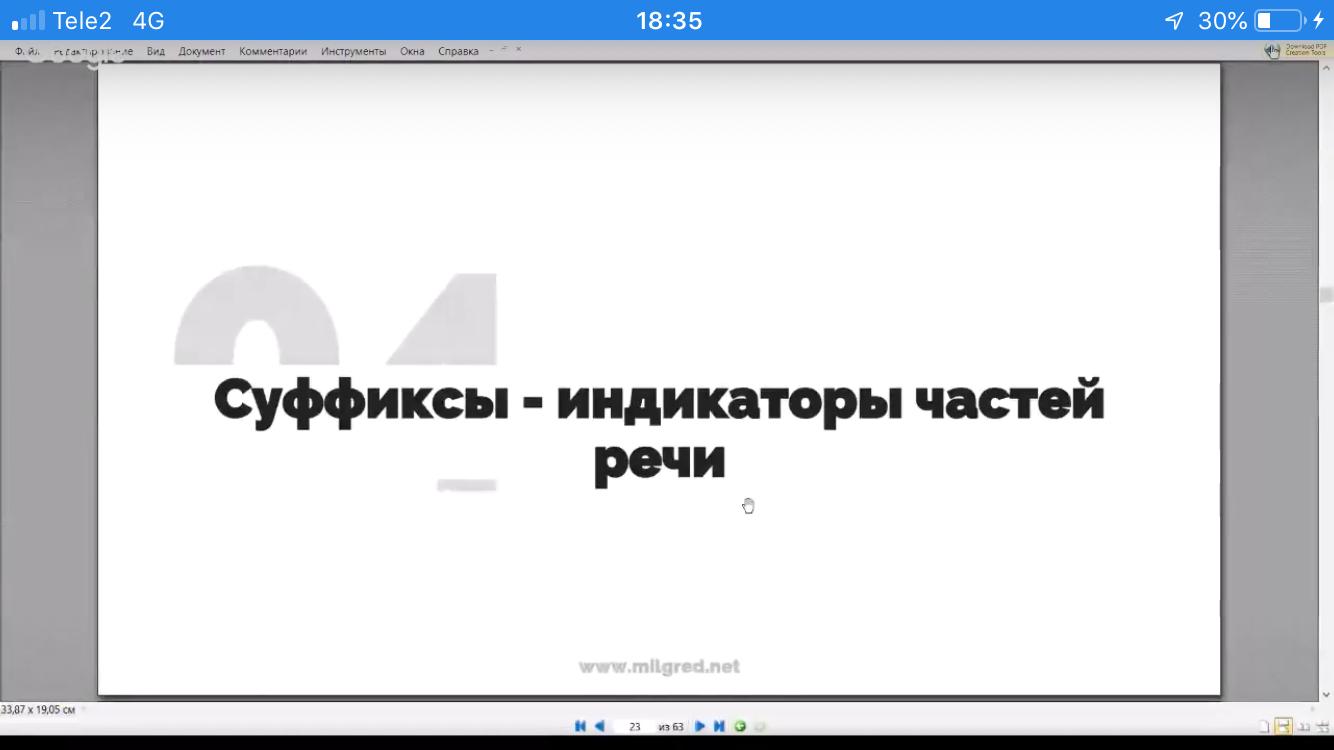 Tele2 4G 18:35 30%
Файл Редактирование Вид Документ Комментарии Инструменты Окна Справка
Google
Download PDF
Creation Tools
04
Суффиксы - индикаторы частей
речи
www.milgred.net
33,87 x 19,05 см
23 из 63